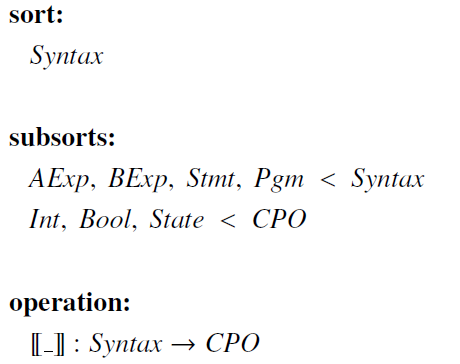 sort:
Syntax
subsorts:
AExp, BExp, Stmt, Pgm < Syntax
Int, Bool, State < CPO
operation:
⟦_⟧ : Syntax → CPO